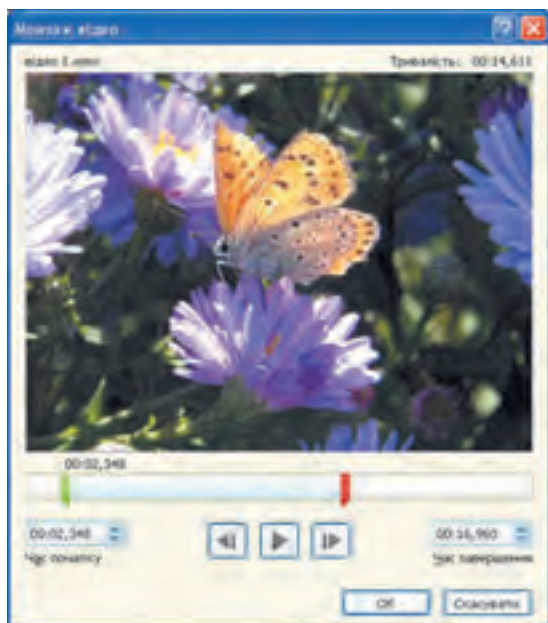 Монтаж відео
відео 1.wmv Тривалість: 00:14,611
00:02,348
00:02,348 00:16,960
Час початку Час завершення
ОК Скасувати